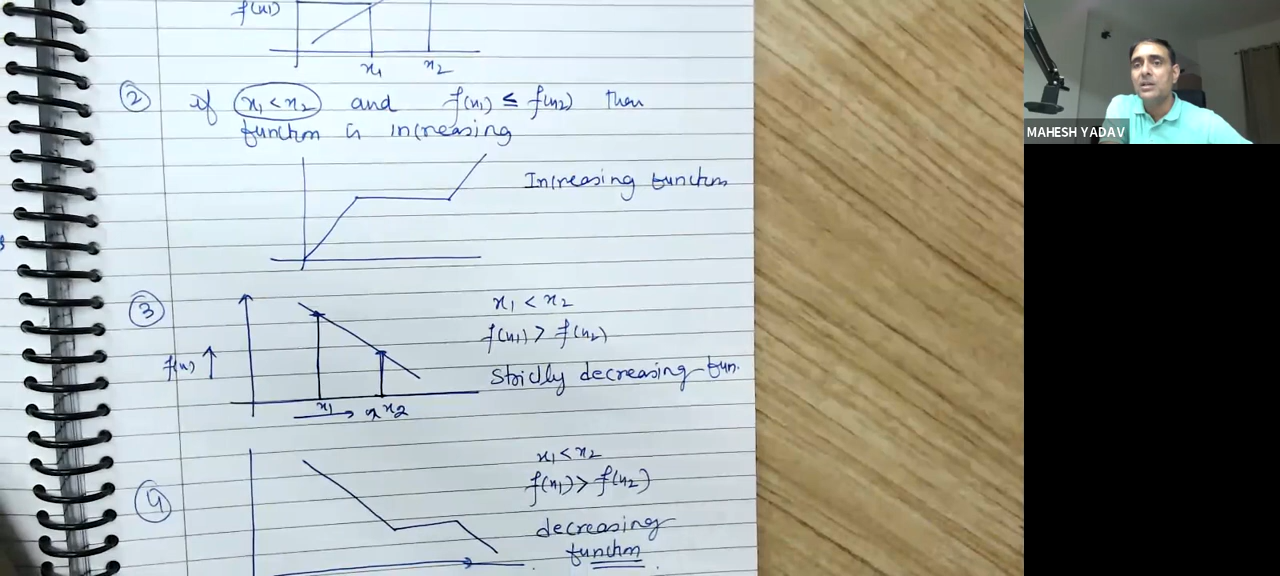 f(x1)
x1 x2
② if x1 < x2 and f(x1) ≤ f(x2) then
function is increasing
Increasing function
③ x1 < x2
f(x1) > f(x2)
f(x) ↑
Strictly decreasing fun.
x1 → x x2
x1 < x2
④ f(x1) > f(x2)
decreasing
function
MAHESH YADAV